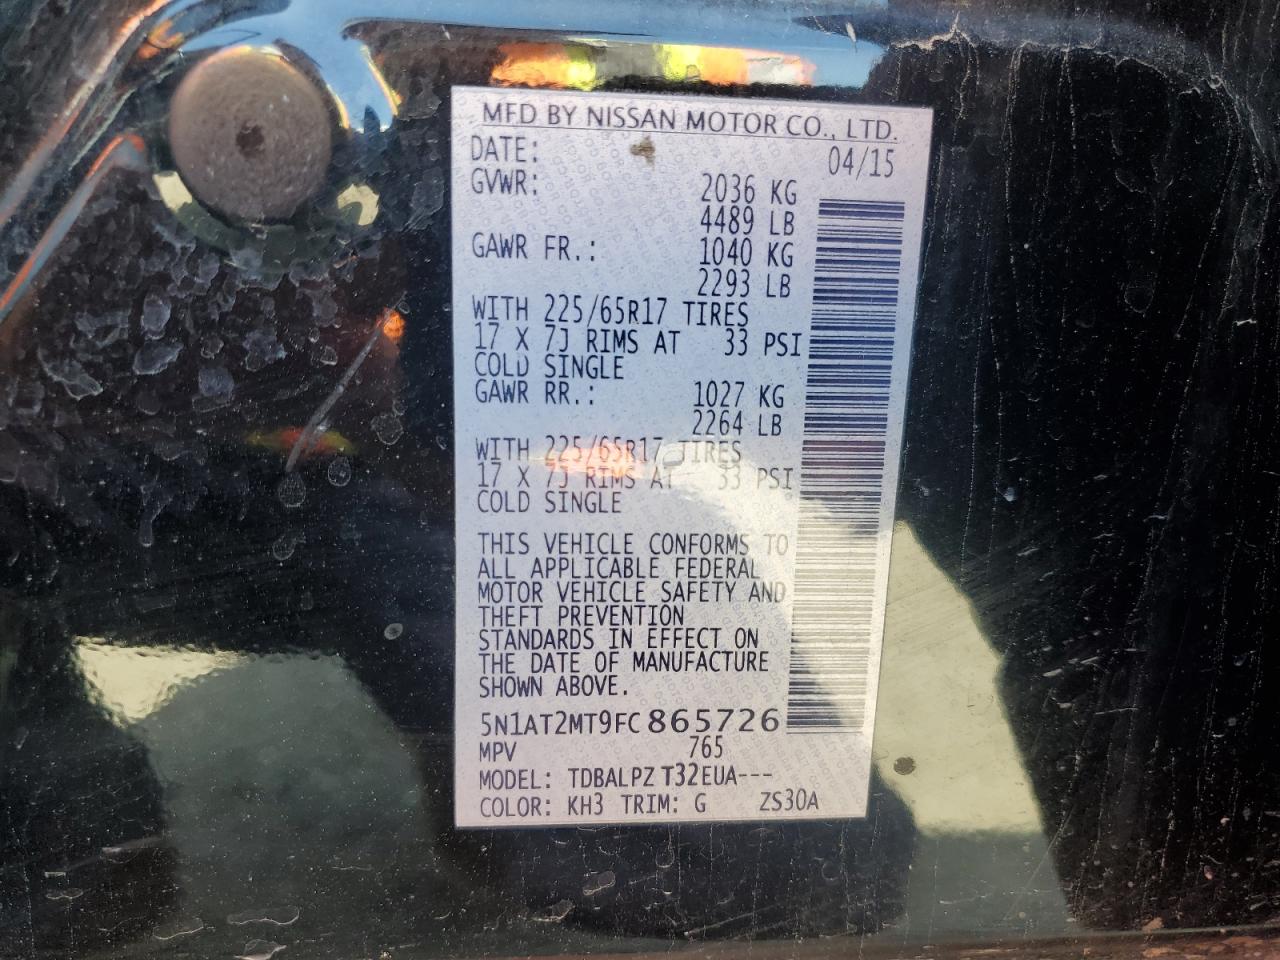 MFD BY NISSAN MOTOR CO., LTD.
DATE: 04/15
GVWR: 2036 KG
4489 LB
GAWR FR.: 1040 KG
2293 LB
WITH 225/65R17 TIRES
17 X 7J RIMS AT 33 PSI
COLD SINGLE
GAWR RR.: 1027 KG
2264 LB
WITH 225/65R17 TIRES
17 X 7J RIMS AT 33 PSI
COLD SINGLE
THIS VEHICLE CONFORMS TO
ALL APPLICABLE FEDERAL
MOTOR VEHICLE SAFETY AND
THEFT PREVENTION
STANDARDS IN EFFECT ON
THE DATE OF MANUFACTURE
SHOWN ABOVE.
5N1AT2MT9FC865726
MPV 765
MODEL: TDBALPZ T32EUA---
COLOR: KH3 TRIM: G ZS30A